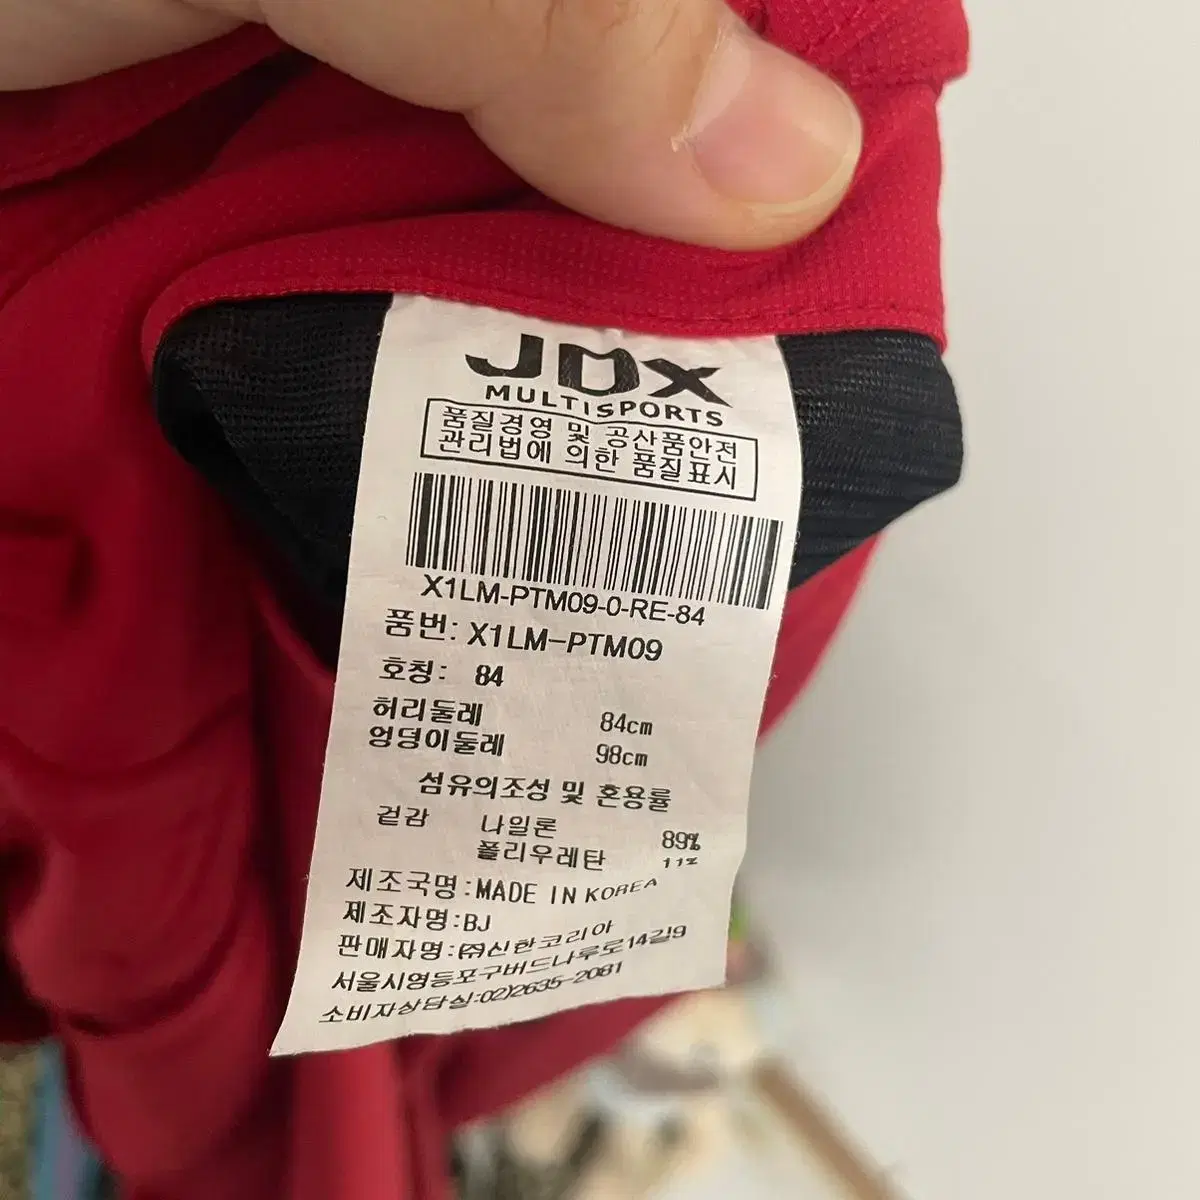 JDX
MULTISPORTS
품질경영 및 공산품안전
관리법에 의한 품질표시
X1LM-PTM09-0-RE-84
품번: X1LM-PTM09
호칭: 84
허리둘레 84cm
엉덩이둘레 98cm
섬유의조성 및 혼용률
겉감 나일론 89%
폴리우레탄 11%
제조국명:MADE IN KOREA
제조자명:BJ
판매자명:㈜신한코리아
서울시영등포구버드나루로14길9
소비자상담실:02)2635-2081